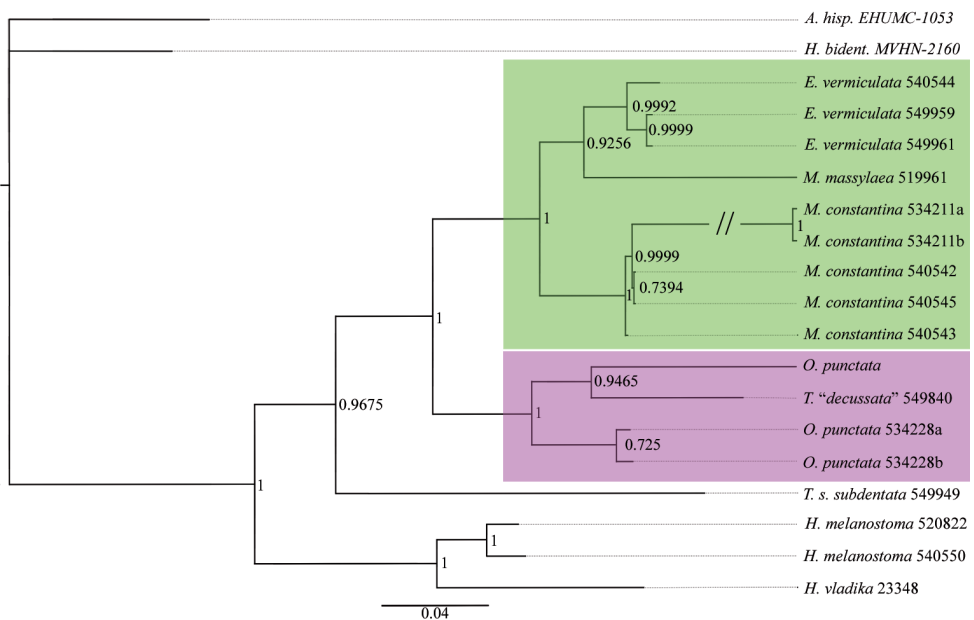 A. hisp. EHUMC-1053
H. bident. MVHN-2160
E. vermiculata 540544
0.9992
E. vermiculata 549959
0.9999
0.9256
E. vermiculata 549961
M. massylaea 519961
M. constantina 534211a
1
1
M. constantina 534211b
0.9999
M. constantina 540542
1
0.7394
M. constantina 540545
1
M. constantina 540543
O. punctata
0.9465
T. “decussata” 549840
0.9675
1
O. punctata 534228a
0.725
O. punctata 534228b
1
T. s. subdentata 549949
H. melanostoma 520822
1
H. melanostoma 540550
1
H. vladika 23348
0.04